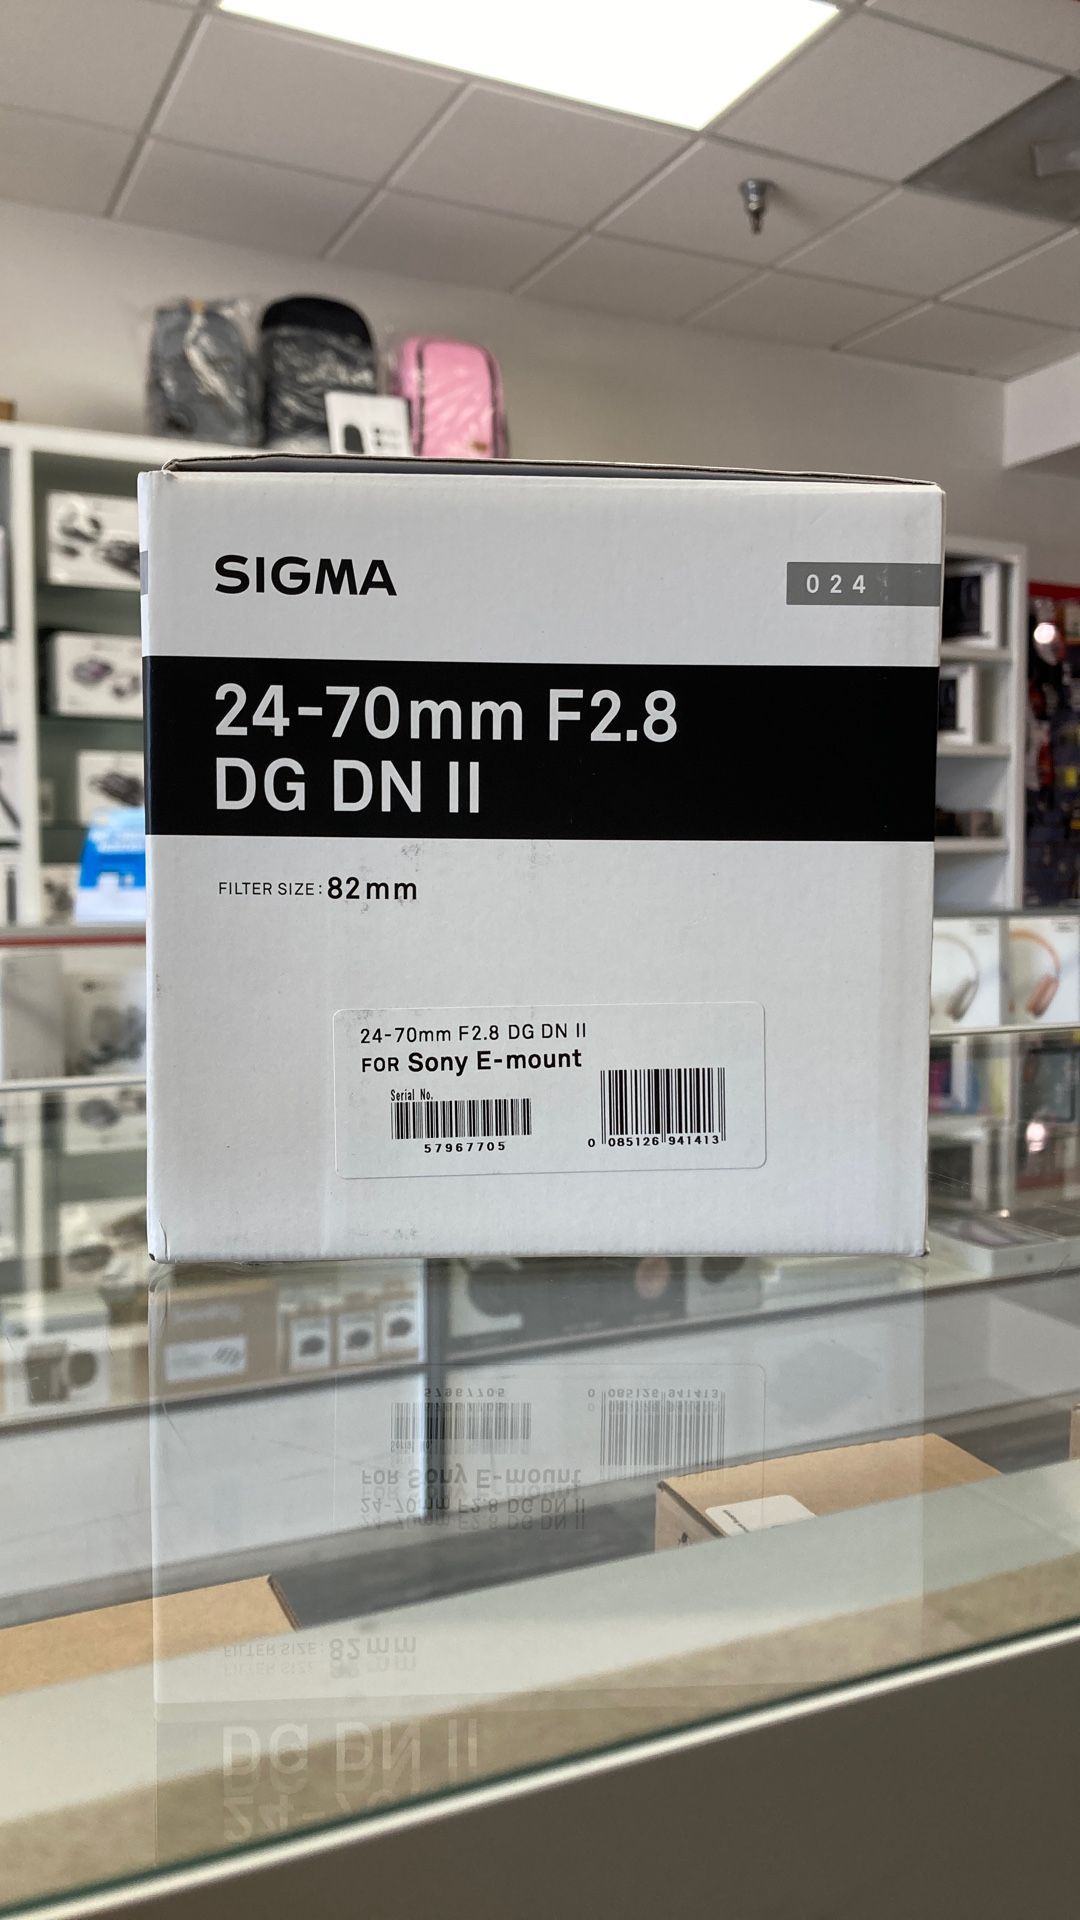 SIGMA
024
24-70mm F2.8
DG DN II
FILTER SIZE: 82mm
24-70mm F2.8 DG DN II
FOR Sony E-mount
Serial No.
57967705
0 085126 941413